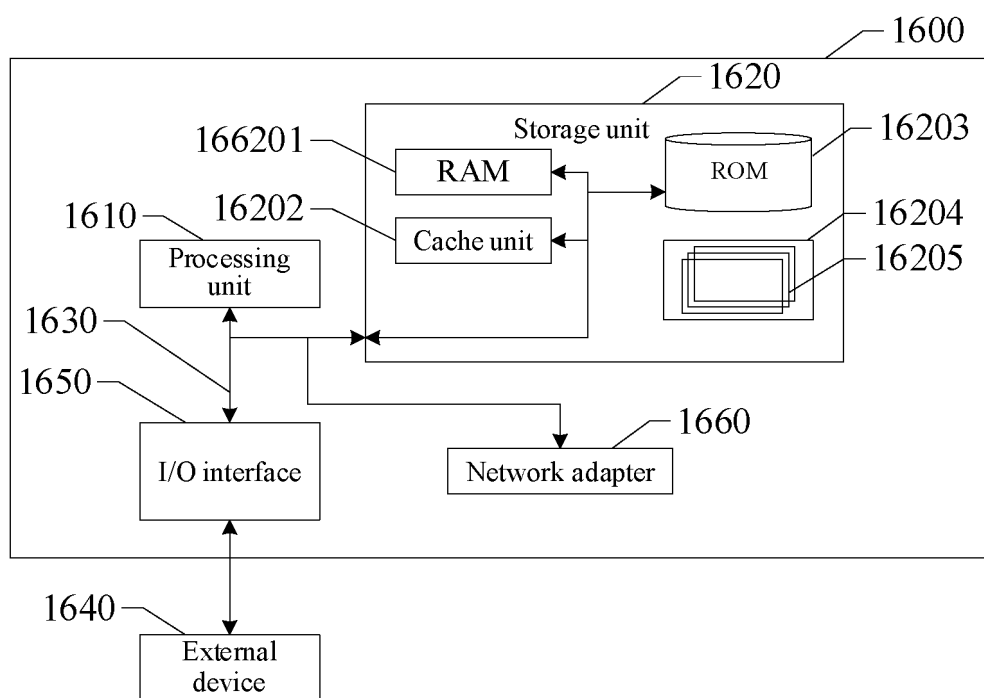 1600
1620
Storage unit
166201
RAM
16203
ROM
1610
16202
Cache unit
16204
16205
Processing
unit
1630
1650
I/O interface
1660
Network adapter
1640
External
device